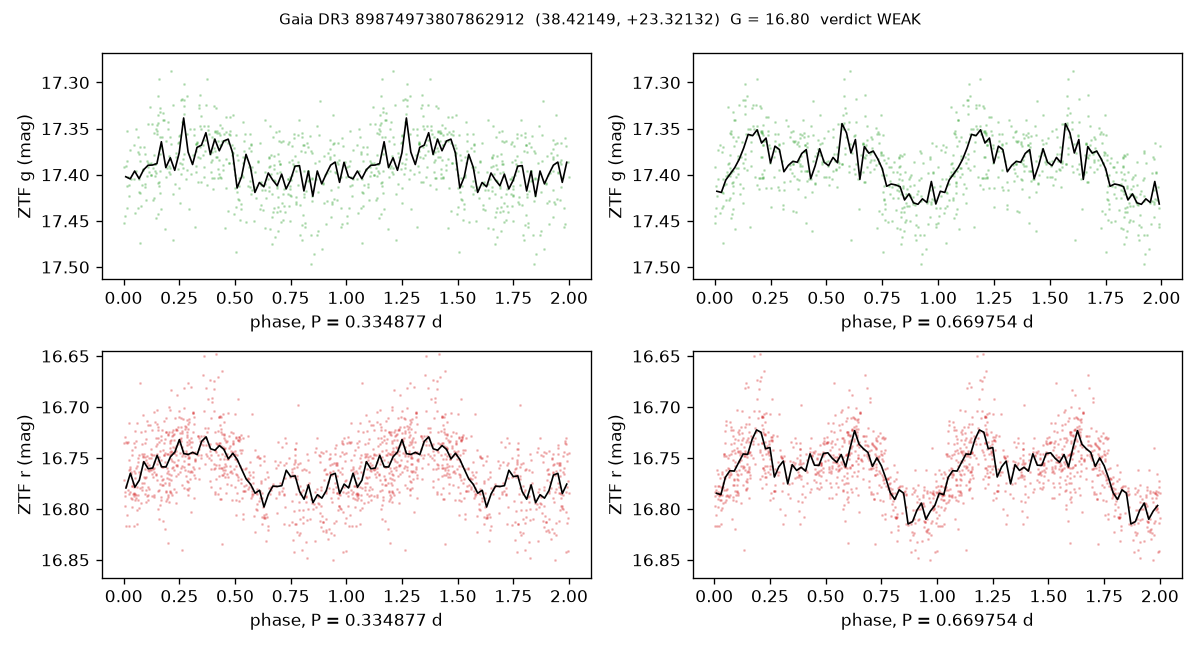 Gaia DR3 89874973807862912  (38.42149, +23.32132)  G = 16.80  verdict WEAK
ZTF g (mag)
17.30
17.35
17.40
17.45
17.50
0.00 0.25 0.50 0.75 1.00 1.25 1.50 1.75 2.00
phase, P = 0.334877 d
ZTF g (mag)
17.30
17.35
17.40
17.45
17.50
0.00 0.25 0.50 0.75 1.00 1.25 1.50 1.75 2.00
phase, P = 0.669754 d
ZTF r (mag)
16.65
16.70
16.75
16.80
16.85
0.00 0.25 0.50 0.75 1.00 1.25 1.50 1.75 2.00
phase, P = 0.334877 d
ZTF r (mag)
16.65
16.70
16.75
16.80
16.85
0.00 0.25 0.50 0.75 1.00 1.25 1.50 1.75 2.00
phase, P = 0.669754 d